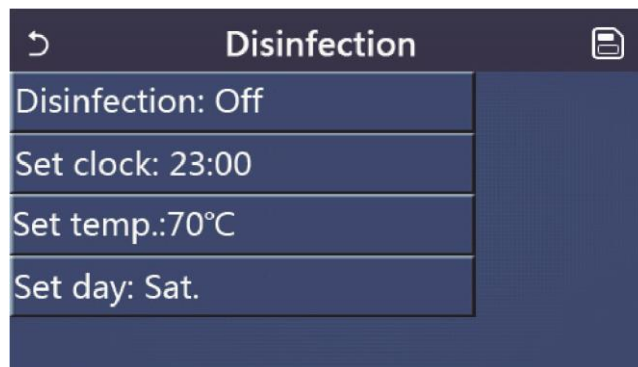 Disinfection
Disinfection: Off
Set clock: 23:00
Set temp.:70℃
Set day: Sat.